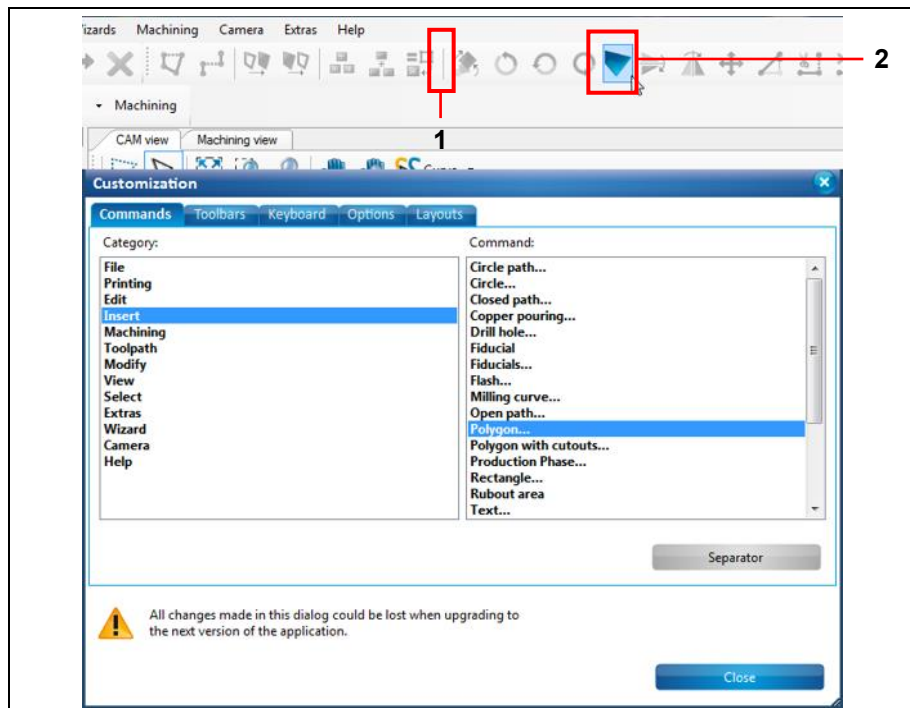 izards Machining Camera Extras Help
2
Machining
1
CAM view Machining view
Customization
Commands Toolbars Keyboard Options Layouts
Category: Command:
File Circle path...
Printing Circle...
Edit Closed path...
Insert Copper pouring...
Machining Drill hole...
Toolpath Fiducial
Modify Fiducials...
View Flash...
Select Milling curve...
Extras Open path...
Wizard Polygon...
Camera Polygon with cutouts...
Help Production Phase...
Rectangle...
Rubout area
Text...
Separator
All changes made in this dialog could be lost when upgrading to
the next version of the application.
Close